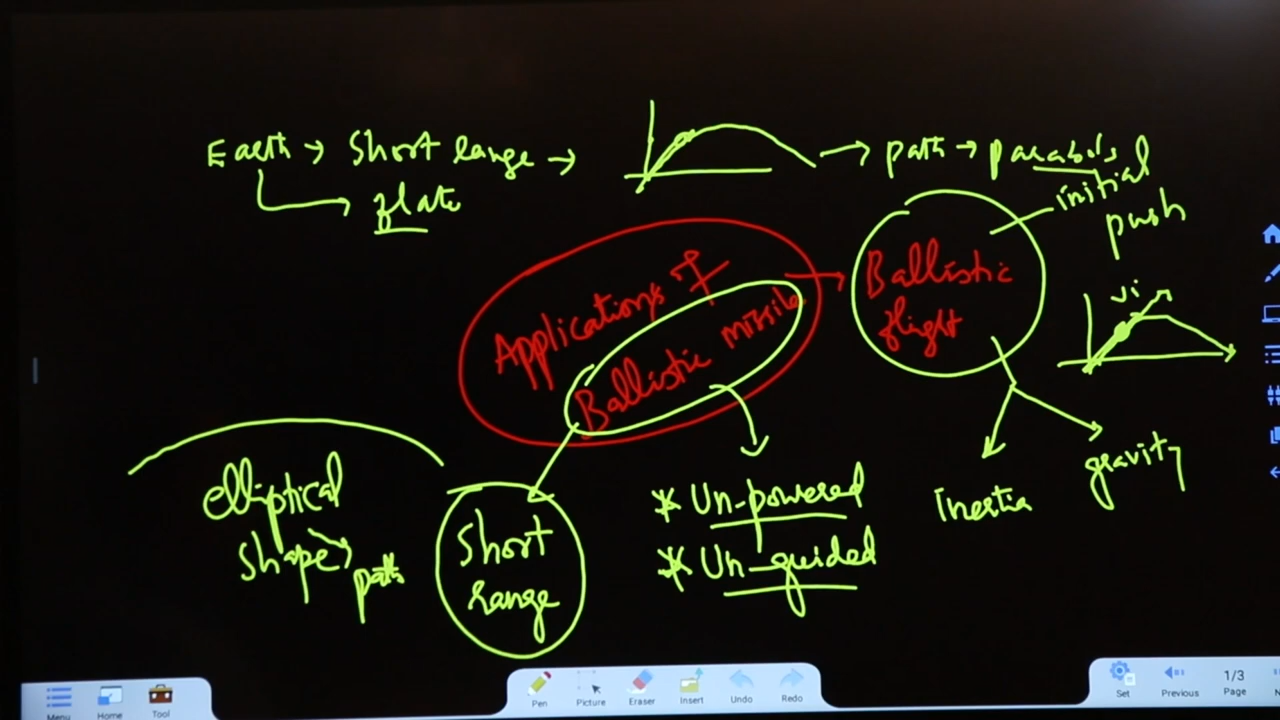 Earth → Short range → → path → parabola
flat
initial
push
Applications of
Ballistic missile
→ Ballistic
flight
vi
elliptical
shape → path
Short
range
* Un-powered
* Un-guided
Inertia
gravity
Menu
Home
Tool
Pen
Picture
Eraser
Insert
Undo
Redo
Set
Previous
1/3
Page